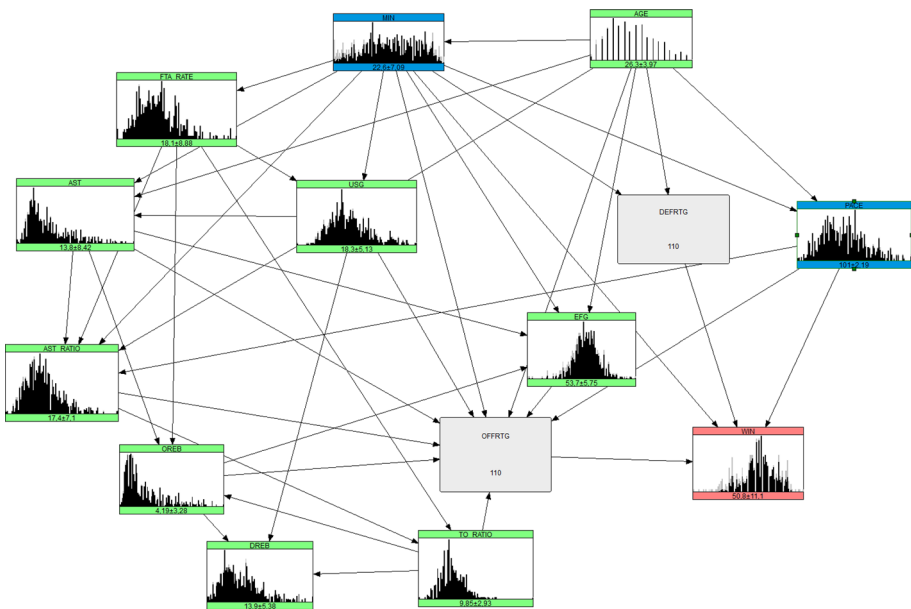 MIN
22.6±7.09
AGE
26.3±3.97
FTA_RATE
18.1±8.88
AST
13.8±8.42
USG
18.3±5.13
DEFRTG
110
PACE
101±2.19
EFG
53.7±5.75
AST_RATIO
17.4±7.1
OFFRTG
110
WIN
50.8±11.1
OREB
4.19±3.28
TO_RATIO
9.85±2.93
DREB
13.9±5.38